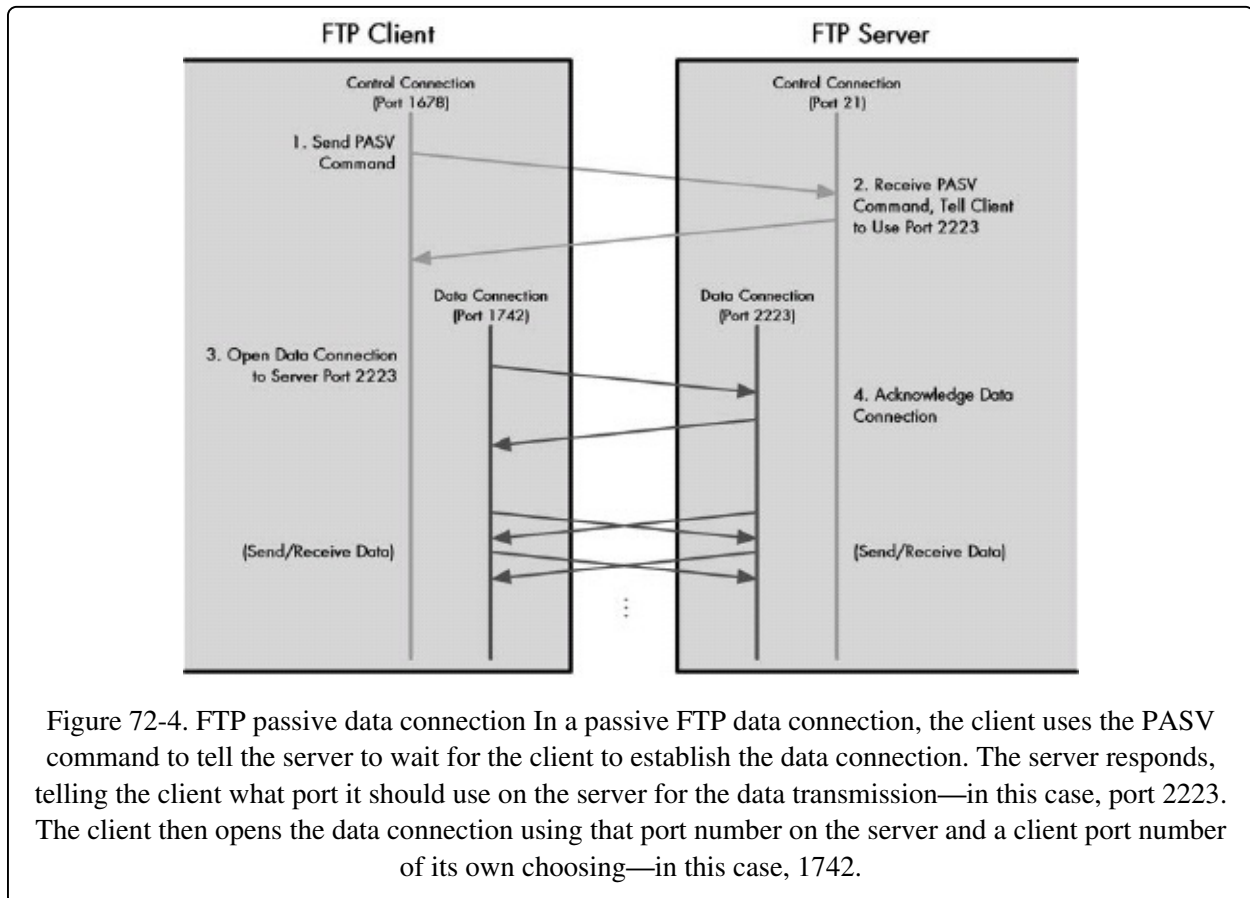 FTP Client
FTP Server
Control Connection
(Port 1678)
Control Connection
(Port 21)
1. Send PASV
Command
2. Receive PASV
Command, Tell Client
to Use Port 2223
Data Connection
(Port 1742)
Data Connection
(Port 2223)
3. Open Data Connection
to Server Port 2223
4. Acknowledge Data
Connection
(Send/Receive Data)
(Send/Receive Data)
Figure 72-4. FTP passive data connection In a passive FTP data connection, the client uses the PASV
command to tell the server to wait for the client to establish the data connection. The server responds,
telling the client what port it should use on the server for the data transmission—in this case, port 2223.
The client then opens the data connection using that port number on the server and a client port number
of its own choosing—in this case, 1742.